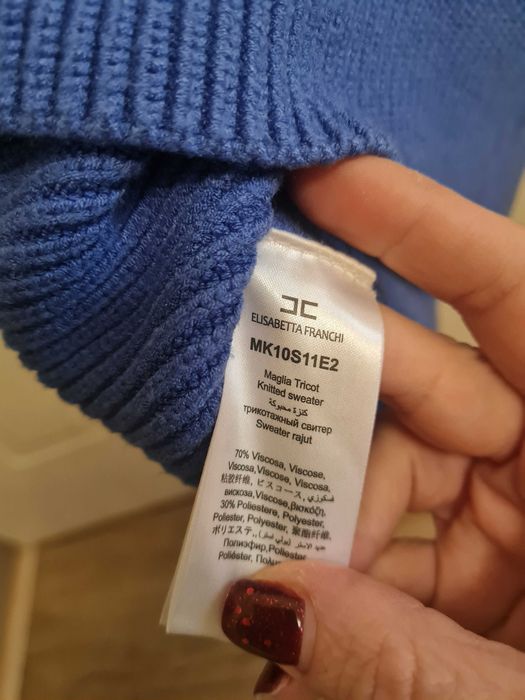 ELISABETTA FRANCHI
MK10S11E2
Maglia Tricot
Knitted sweater
كنزة محبوكة
трикотажный свитер
Sweater rajut
70% Viscosa, Viscose,
Viscosa, Viscose, Viscosa,
粘胶纤维, ビスコース, فسكوزي,
вискоза,Viscose,βισκόζη,
30% Poliestere, Polyester,
Poliester, Polyester, 聚酯纤维,
ポリエステル,
Полиэфир,Poliester
Poliéster,